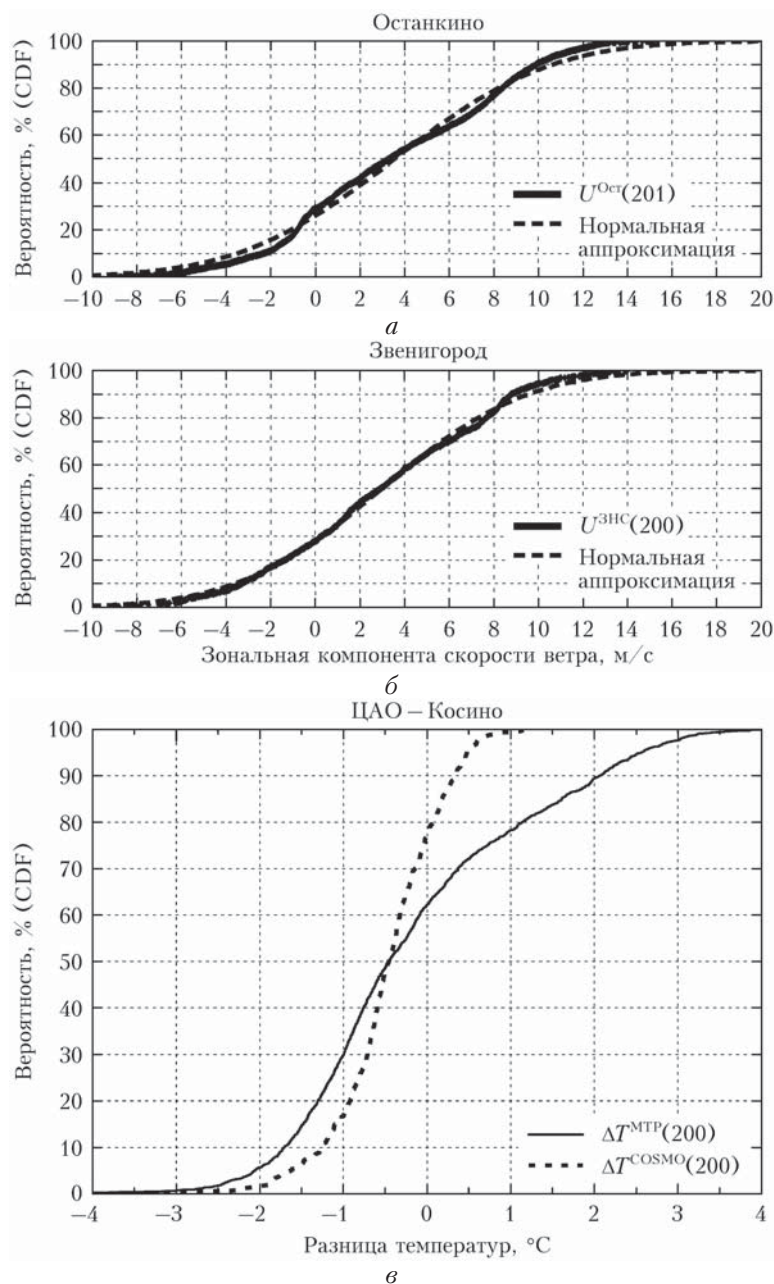 Останкино
Вероятность, % (CDF)
100
80
60
40
20
0
U^Ост(201)
Нормальная
аппроксимация
−10 −8 −6 −4 −2 0 2 4 6 8 10 12 14 16 18 20
а
Звенигород
Вероятность, % (CDF)
100
80
60
40
20
0
U^ЗНС(200)
Нормальная
аппроксимация
−10 −8 −6 −4 −2 0 2 4 6 8 10 12 14 16 18 20
Зональная компонента скорости ветра, м/с
б
ЦАО – Косино
Вероятность, % (CDF)
100
90
80
70
60
50
40
30
20
10
0
ΔT^MTP(200)
ΔT^COSMO(200)
−4 −3 −2 −1 0 1 2 3 4
Разница температур, °C
в